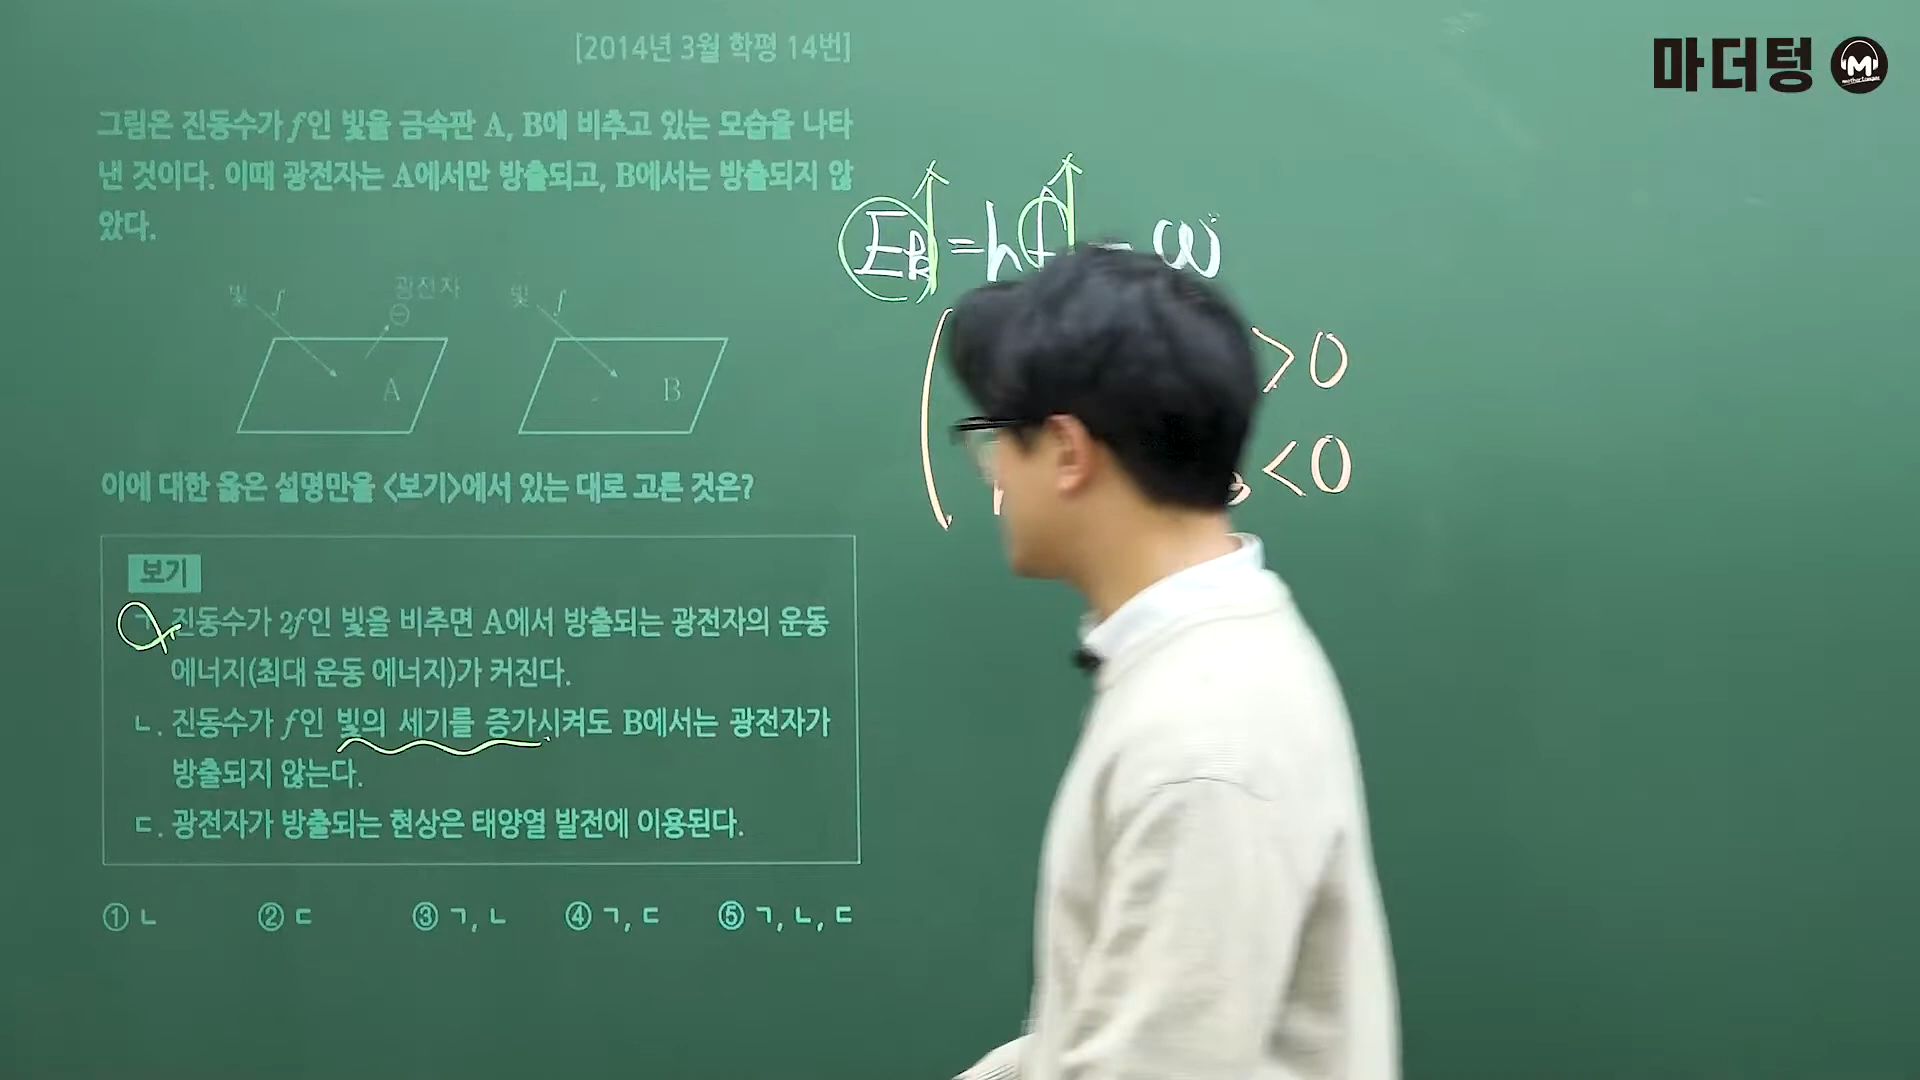 [2014년 3월 학평 14번]
마더텅
그림은 진동수가 f인 빛을 금속판 A, B에 비추고 있는 모습을 나타
낸 것이다. 이때 광전자는 A에서만 방출되고, B에서는 방출되지 않
았다.
빛 f 광전자 ⊖ A
빛 f B
이에 대한 옳은 설명만을 <보기>에서 있는 대로 고른 것은?
보기
ㄱ. 진동수가 2f인 빛을 비추면 A에서 방출되는 광전자의 운동
에너지(최대 운동 에너지)가 커진다.
ㄴ. 진동수가 f인 빛의 세기를 증가시켜도 B에서는 광전자가
방출되지 않는다.
ㄷ. 광전자가 방출되는 현상은 태양열 발전에 이용된다.
① ㄴ ② ㄷ ③ ㄱ, ㄴ ④ ㄱ, ㄷ ⑤ ㄱ, ㄴ, ㄷ
Ek = hf - ω
>0
<0